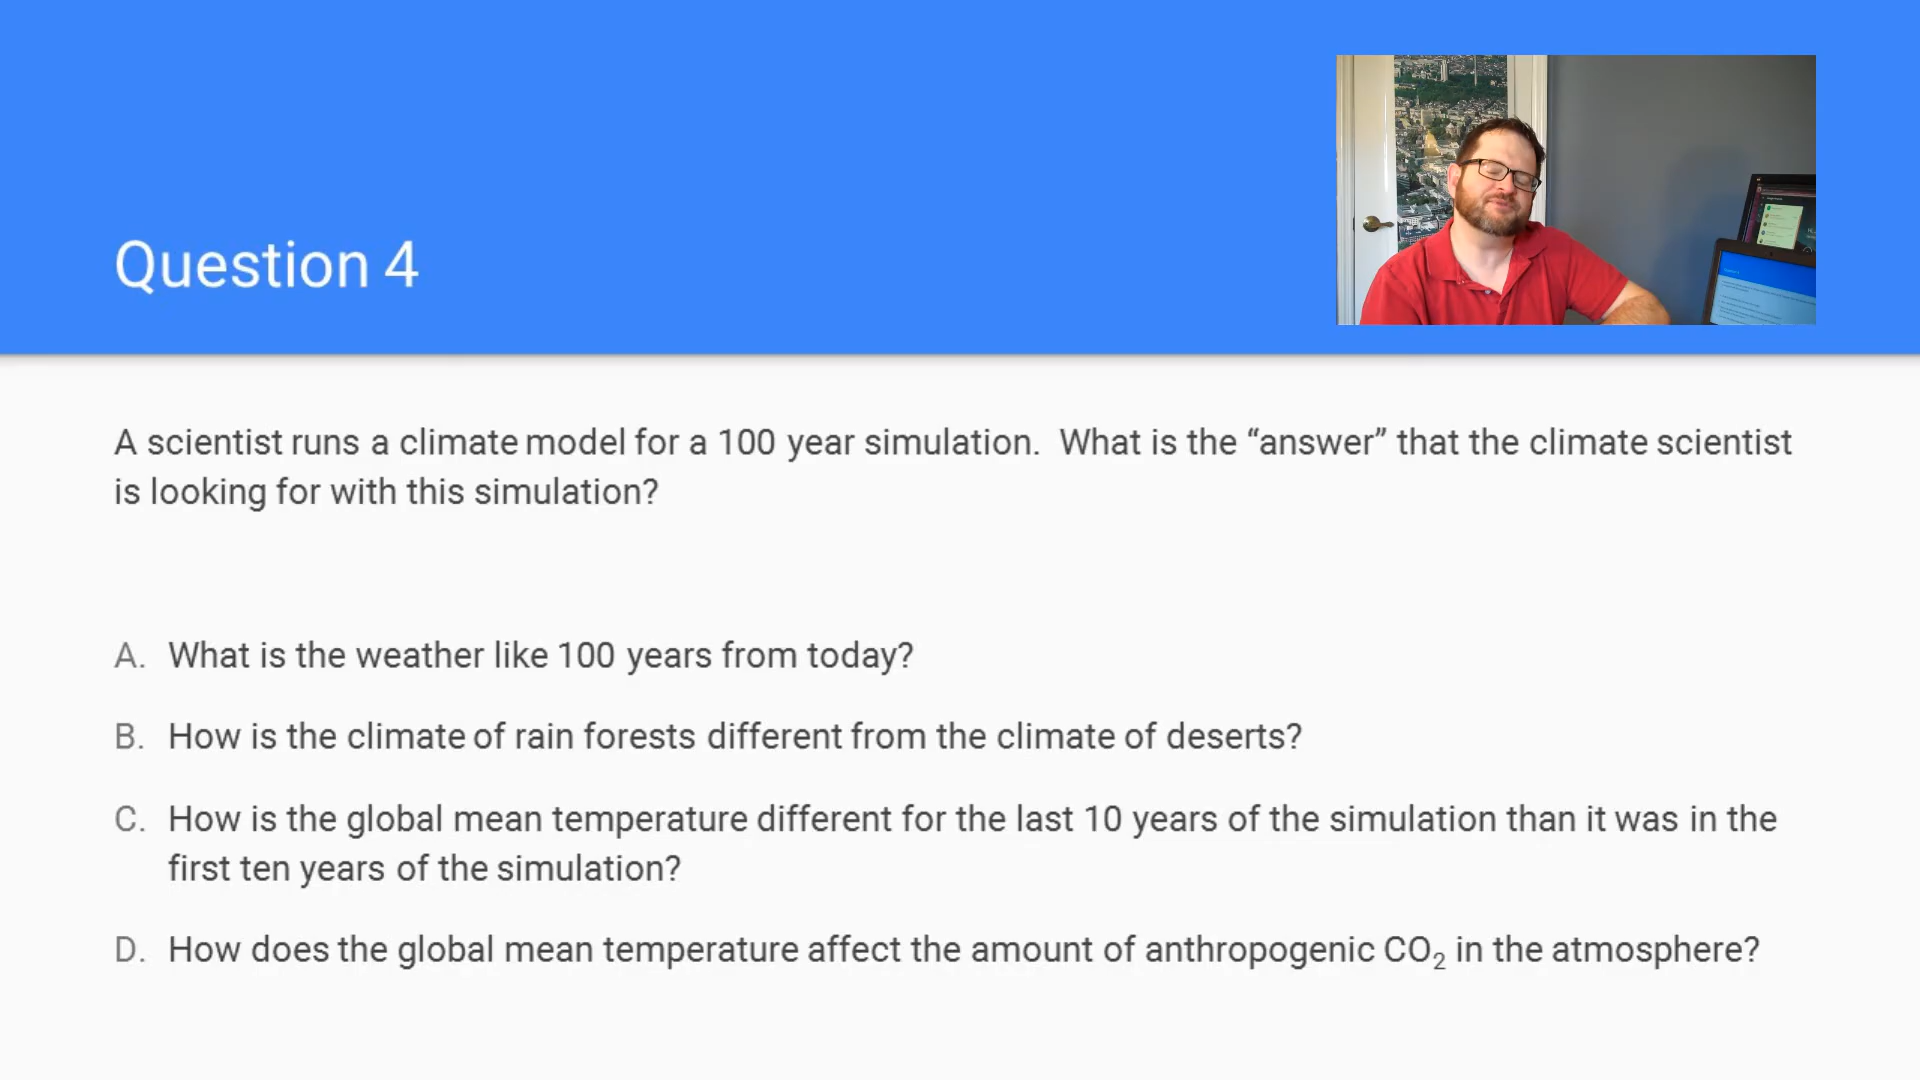 Question 4
A scientist runs a climate model for a 100 year simulation.  What is the “answer” that the climate scientist
is looking for with this simulation?
A. What is the weather like 100 years from today?
B. How is the climate of rain forests different from the climate of deserts?
C. How is the global mean temperature different for the last 10 years of the simulation than it was in the
first ten years of the simulation?
D. How does the global mean temperature affect the amount of anthropogenic CO₂ in the atmosphere?